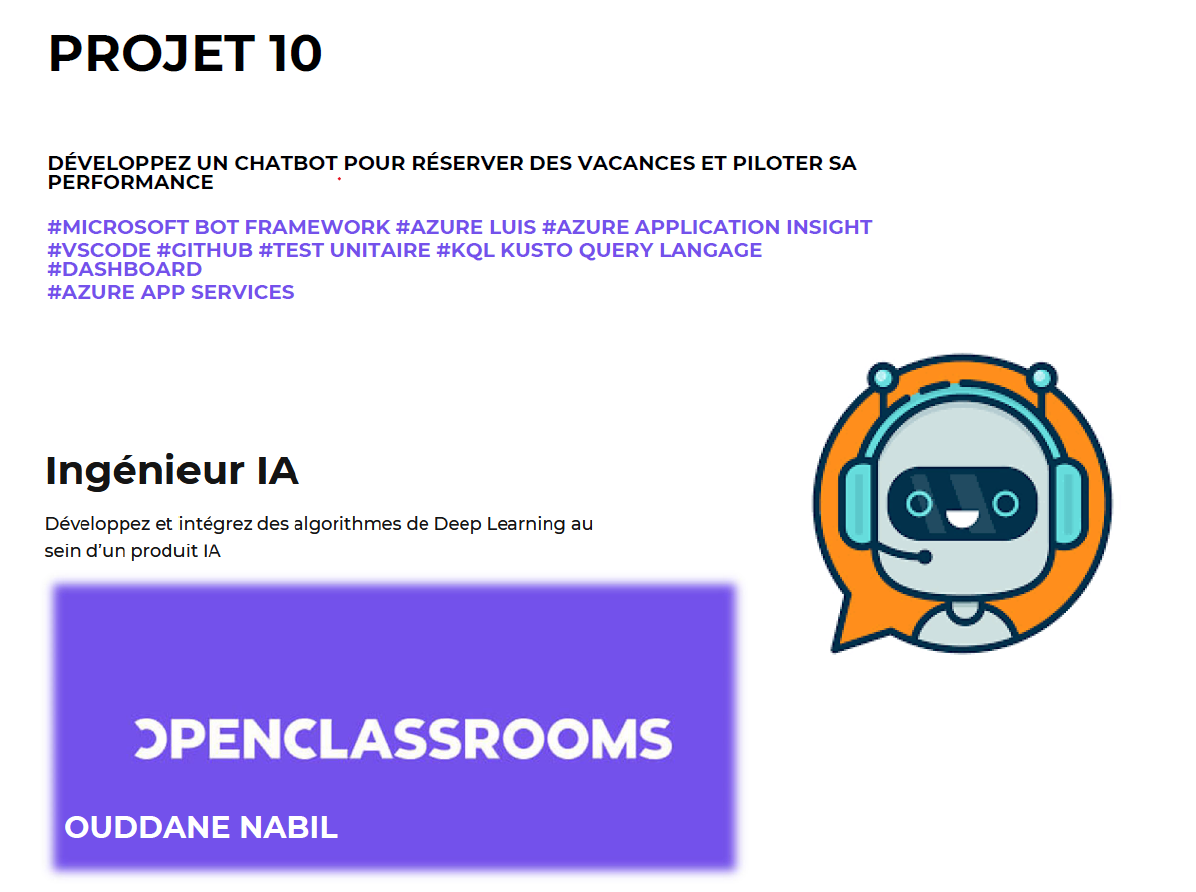 PROJET 10
DÉVELOPPEZ UN CHATBOT POUR RÉSERVER DES VACANCES ET PILOTER SA
PERFORMANCE
#MICROSOFT BOT FRAMEWORK #AZURE LUIS #AZURE APPLICATION INSIGHT
#VSCODE #GITHUB #TEST UNITAIRE #KQL KUSTO QUERY LANGAGE
#DASHBOARD
#AZURE APP SERVICES
Ingénieur IA
Développez et intégrez des algorithmes de Deep Learning au
sein d'un produit IA
OPENCLASSROOMS
OUDDANE NABIL